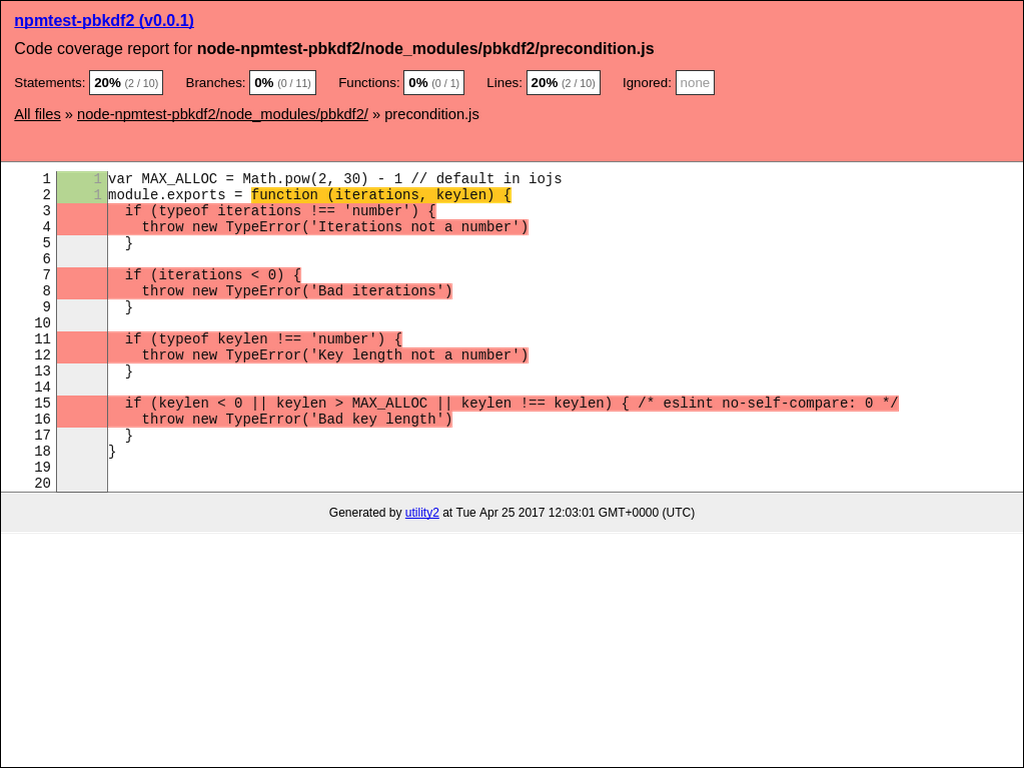 npmtest-pbkdf2 (v0.0.1)
Code coverage report for node-npmtest-pbkdf2/node_modules/pbkdf2/precondition.js
Statements: 20% (2 / 10) Branches: 0% (0 / 11) Functions: 0% (0 / 1) Lines: 20% (2 / 10) Ignored: none
All files » node-npmtest-pbkdf2/node_modules/pbkdf2/ » precondition.js
1 1 var MAX_ALLOC = Math.pow(2, 30) - 1 // default in iojs
2 1 module.exports = function (iterations, keylen) {
3 if (typeof iterations !== 'number') {
4 throw new TypeError('Iterations not a number')
5 }
6
7 if (iterations < 0) {
8 throw new TypeError('Bad iterations')
9 }
10
11 if (typeof keylen !== 'number') {
12 throw new TypeError('Key length not a number')
13 }
14
15 if (keylen < 0 || keylen > MAX_ALLOC || keylen !== keylen) { /* eslint no-self-compare: 0 */
16 throw new TypeError('Bad key length')
17 }
18 }
19
20
Generated by utility2 at Tue Apr 25 2017 12:03:01 GMT+0000 (UTC)